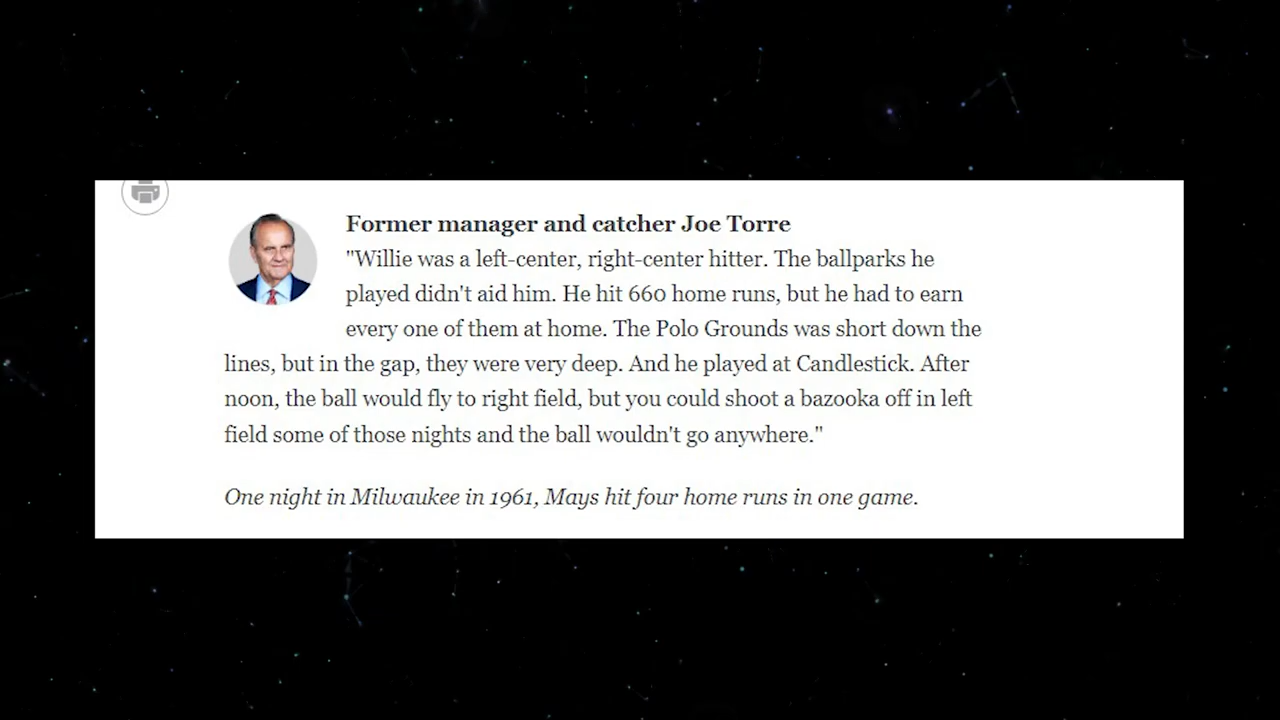 Former manager and catcher Joe Torre
"Willie was a left-center, right-center hitter. The ballparks he
played didn't aid him. He hit 660 home runs, but he had to earn
every one of them at home. The Polo Grounds was short down the
lines, but in the gap, they were very deep. And he played at Candlestick. After
noon, the ball would fly to right field, but you could shoot a bazooka off in left
field some of those nights and the ball wouldn't go anywhere."
One night in Milwaukee in 1961, Mays hit four home runs in one game.